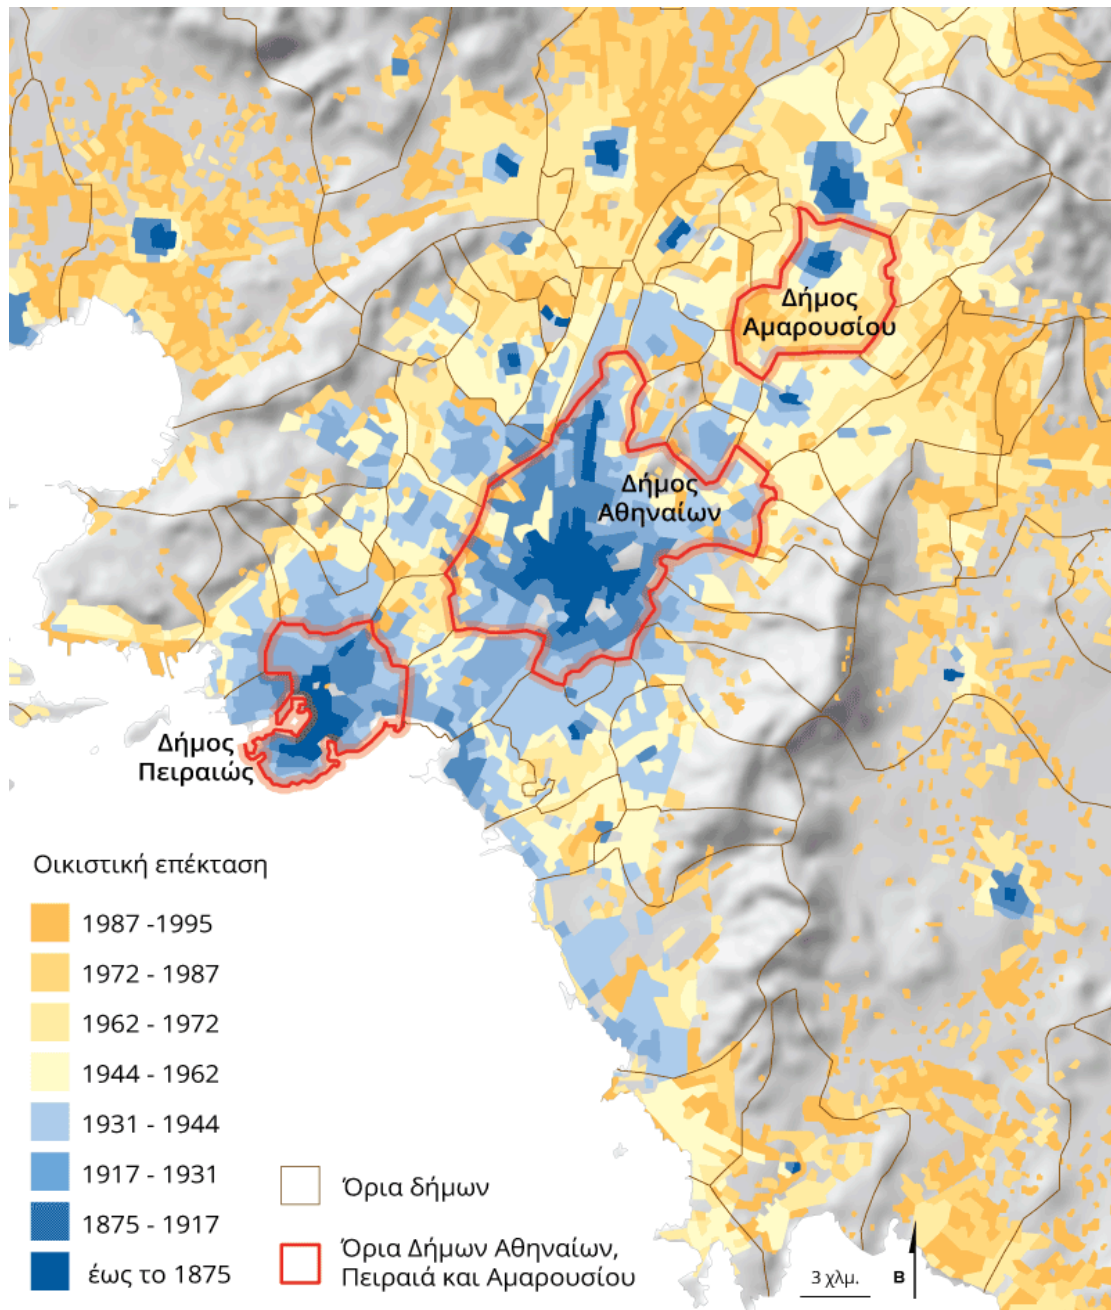 Δήμος
Αμαρουσίου
Δήμος
Αθηναίων
Δήμος
Πειραιώς
Οικιστική επέκταση
1987 -1995
1972 - 1987
1962 - 1972
1944 - 1962
1931 - 1944
1917 - 1931
1875 - 1917
έως το 1875
Όρια δήμων
Όρια Δήμων Αθηναίων,
Πειραιά και Αμαρουσίου
3 χλμ.
Β